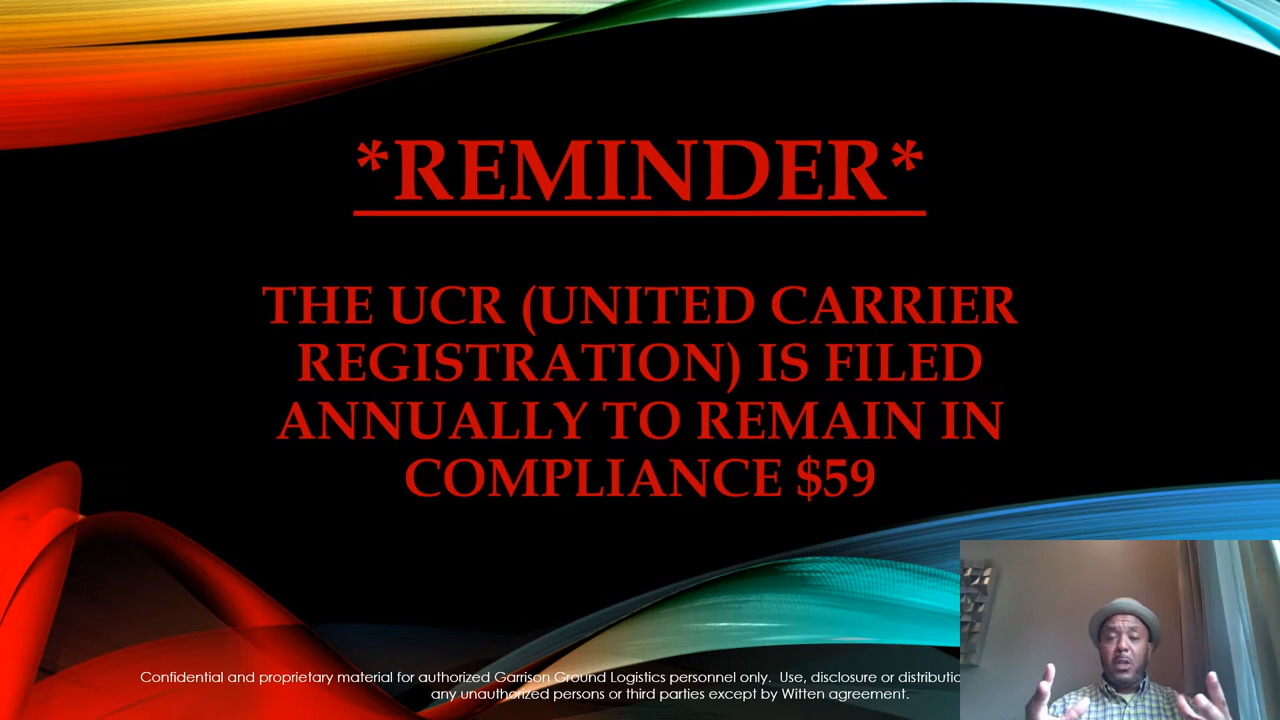 *REMINDER*
THE UCR (UNITED CARRIER
REGISTRATION) IS FILED
ANNUALLY TO REMAIN IN
COMPLIANCE $59
Confidential and proprietary material for authorized Garrison Ground Logistics personnel only. Use, disclosure or
any unauthorized persons or third parties except by Witten agreement.